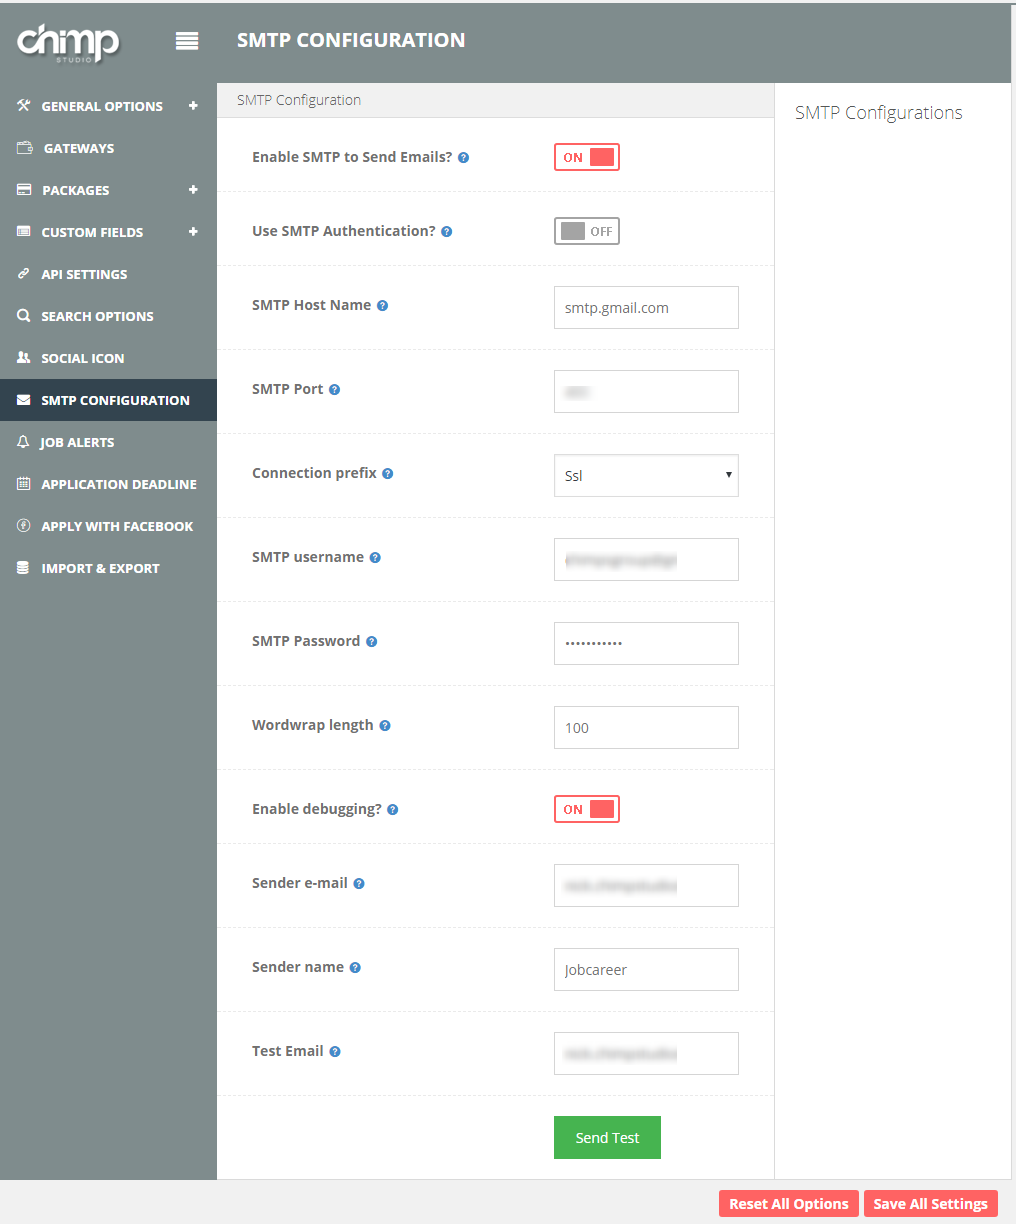 chimp
STUDIO
SMTP CONFIGURATION
GENERAL OPTIONS +
GATEWAYS
PACKAGES +
CUSTOM FIELDS +
API SETTINGS
SEARCH OPTIONS
SOCIAL ICON
SMTP CONFIGURATION
JOB ALERTS
APPLICATION DEADLINE
APPLY WITH FACEBOOK
IMPORT & EXPORT
SMTP Configuration
Enable SMTP to Send Emails? ?
ON
Use SMTP Authentication? ?
OFF
SMTP Host Name ?
smtp.gmail.com
SMTP Port ?
Connection prefix ?
Ssl
SMTP username ?
SMTP Password ?
•••••••••••
Wordwrap length ?
100
Enable debugging? ?
ON
Sender e-mail ?
Sender name ?
Jobcareer
Test Email ?
Send Test
SMTP Configurations
Reset All Options
Save All Settings